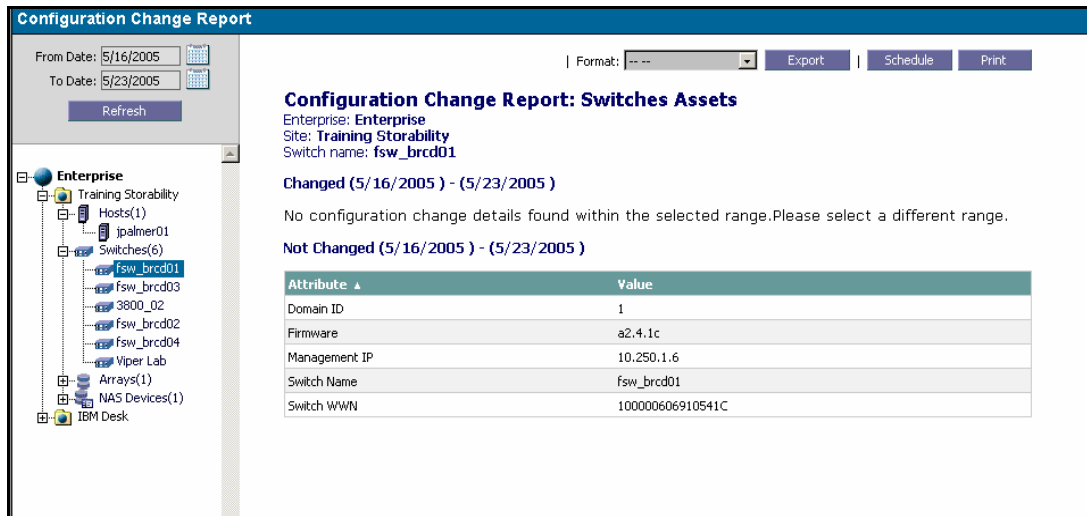 Configuration Change Report
From Date: 5/16/2005
To Date: 5/23/2005
Refresh
Enterprise
Training Storability
Hosts(1)
jpalmer01
Switches(6)
fsw_brcd01
fsw_brcd03
3800_02
fsw_brcd02
fsw_brcd04
Viper Lab
Arrays(1)
NAS Devices(1)
IBM Desk
| Format: -- -- Export | Schedule Print
Configuration Change Report: Switches Assets
Enterprise: Enterprise
Site: Training Storability
Switch name: fsw_brcd01
Changed (5/16/2005 ) - (5/23/2005 )
No configuration change details found within the selected range.Please select a different range.
Not Changed (5/16/2005 ) - (5/23/2005 )
Attribute ▲ Value
Domain ID 1
Firmware a2.4.1c
Management IP 10.250.1.6
Switch Name fsw_brcd01
Switch WWN 100000606910541C